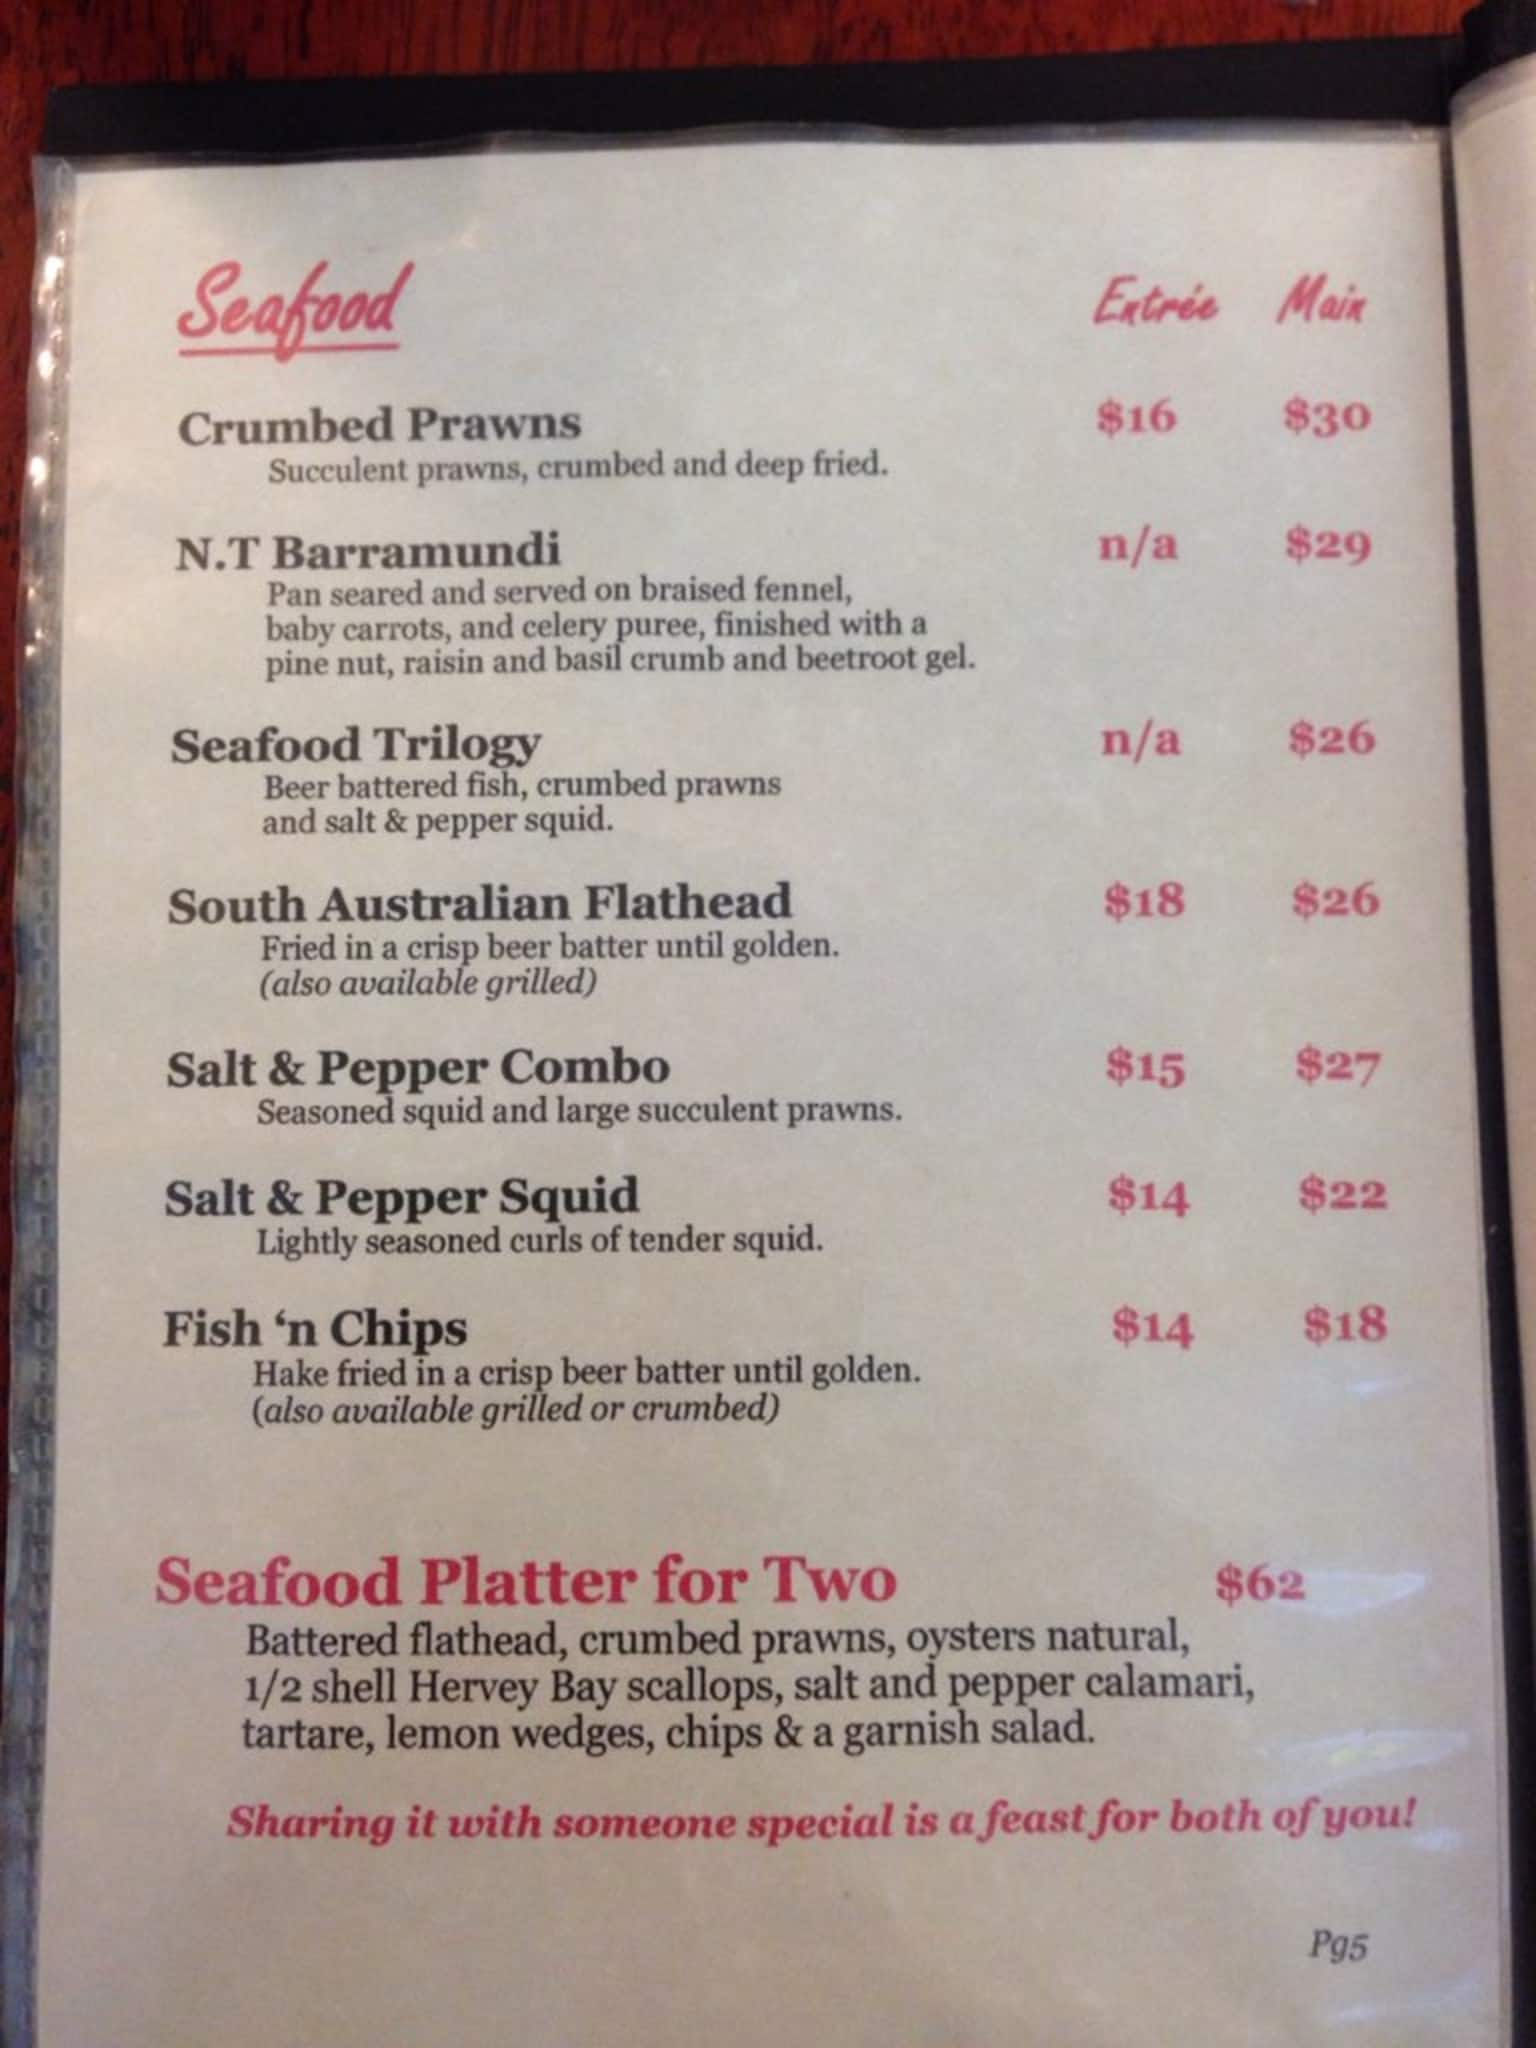 Seafood Entrée Main
Crumbed Prawns $16 $30
Succulent prawns, crumbed and deep fried.
N.T Barramundi n/a $29
Pan seared and served on braised fennel,
baby carrots, and celery puree, finished with a
pine nut, raisin and basil crumb and beetroot gel.
Seafood Trilogy n/a $26
Beer battered fish, crumbed prawns
and salt & pepper squid.
South Australian Flathead $18 $26
Fried in a crisp beer batter until golden.
(also available grilled)
Salt & Pepper Combo $15 $27
Seasoned squid and large succulent prawns.
Salt & Pepper Squid $14 $22
Lightly seasoned curls of tender squid.
Fish ‘n Chips $14 $18
Hake fried in a crisp beer batter until golden.
(also available grilled or crumbed)
Seafood Platter for Two $62
Battered flathead, crumbed prawns, oysters natural,
1/2 shell Hervey Bay scallops, salt and pepper calamari,
tartare, lemon wedges, chips & a garnish salad.
Sharing it with someone special is a feast for both of you!
Pg5